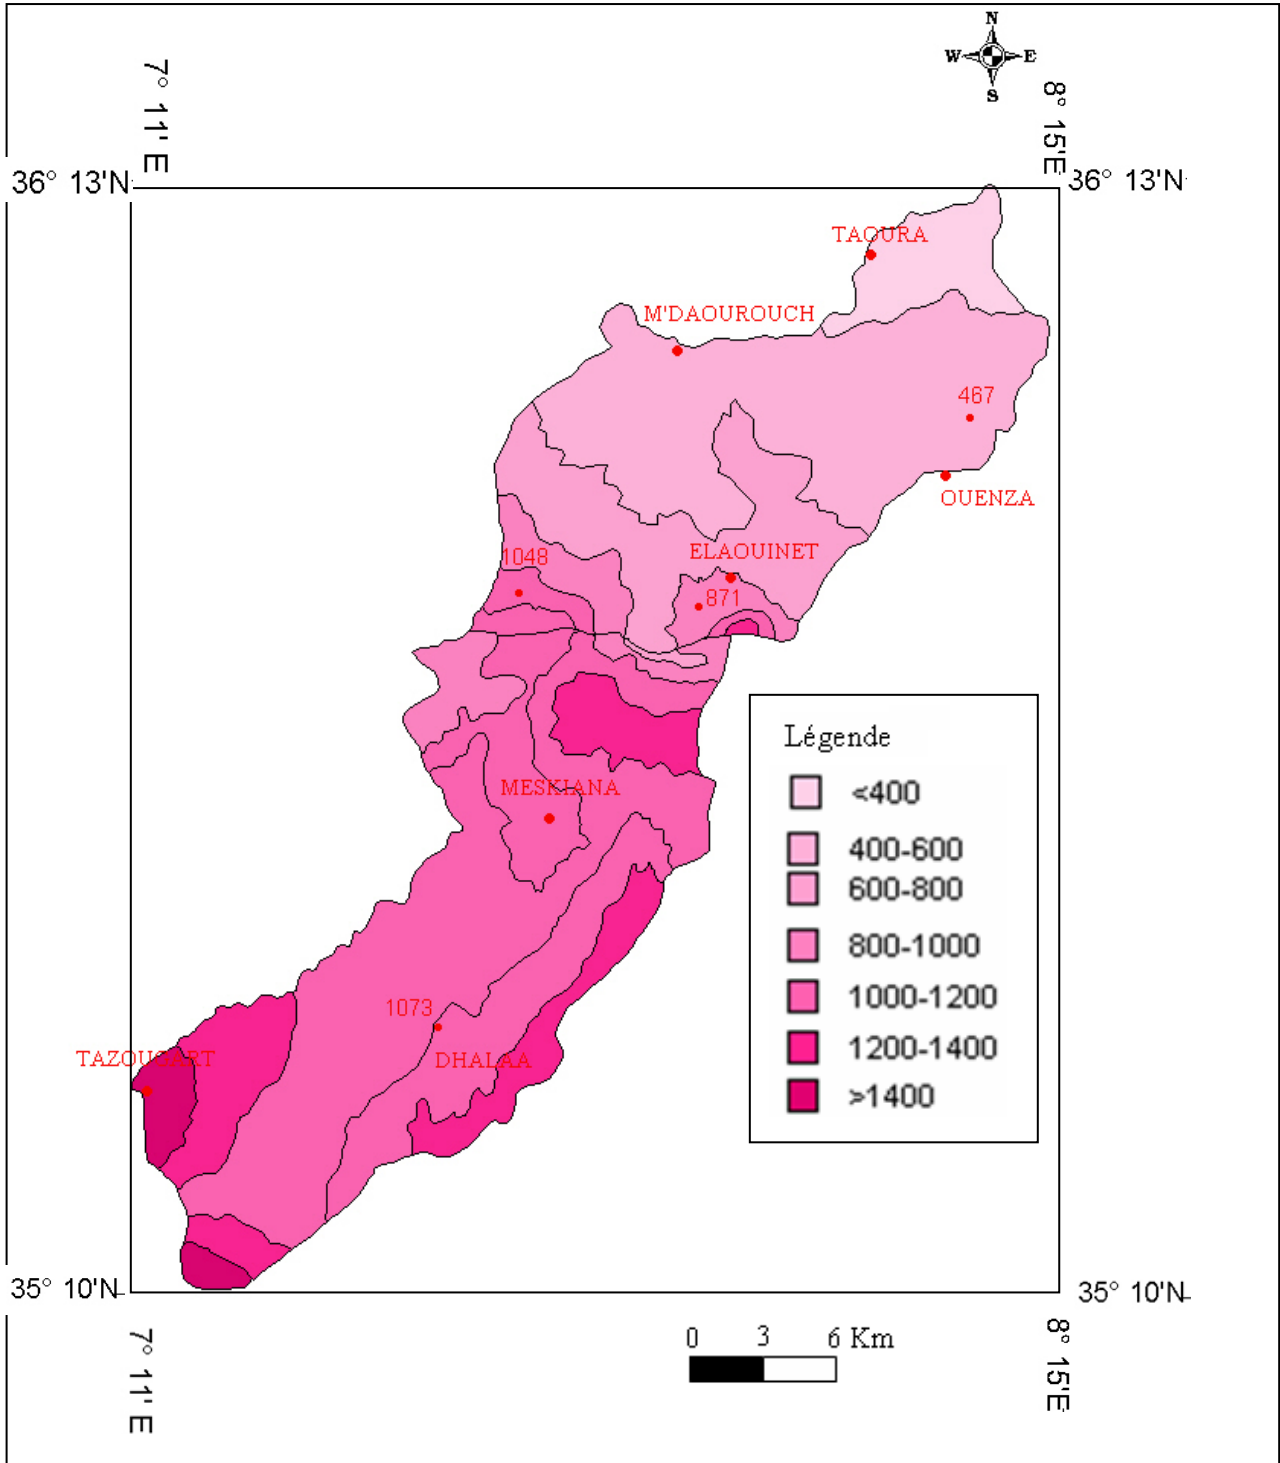 N
W E
S
7° 11' E
8° 15'E
36° 13'N
36° 13'N
TAOURA
M'DAOUROUCH
467
OUENZA
1048
ELAOUINET
871
Légende
<400
400-600
600-800
800-1000
1000-1200
1200-1400
>1400
MESKIANA
1073
DHALAA
TAZOUGART
35° 10'N
35° 10'N
7° 11' E
8° 15'E
0 3 6 Km